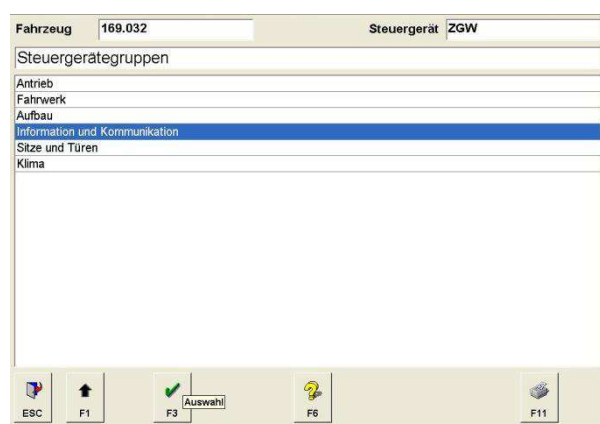 Fahrzeug 169.032 Steuergerät ZGW
Steuergerätegruppen
Antrieb
Fahrwerk
Aufbau
Information und Kommunikation
Sitze und Türen
Klima
Auswahl
ESC F1 F3 F6 F11